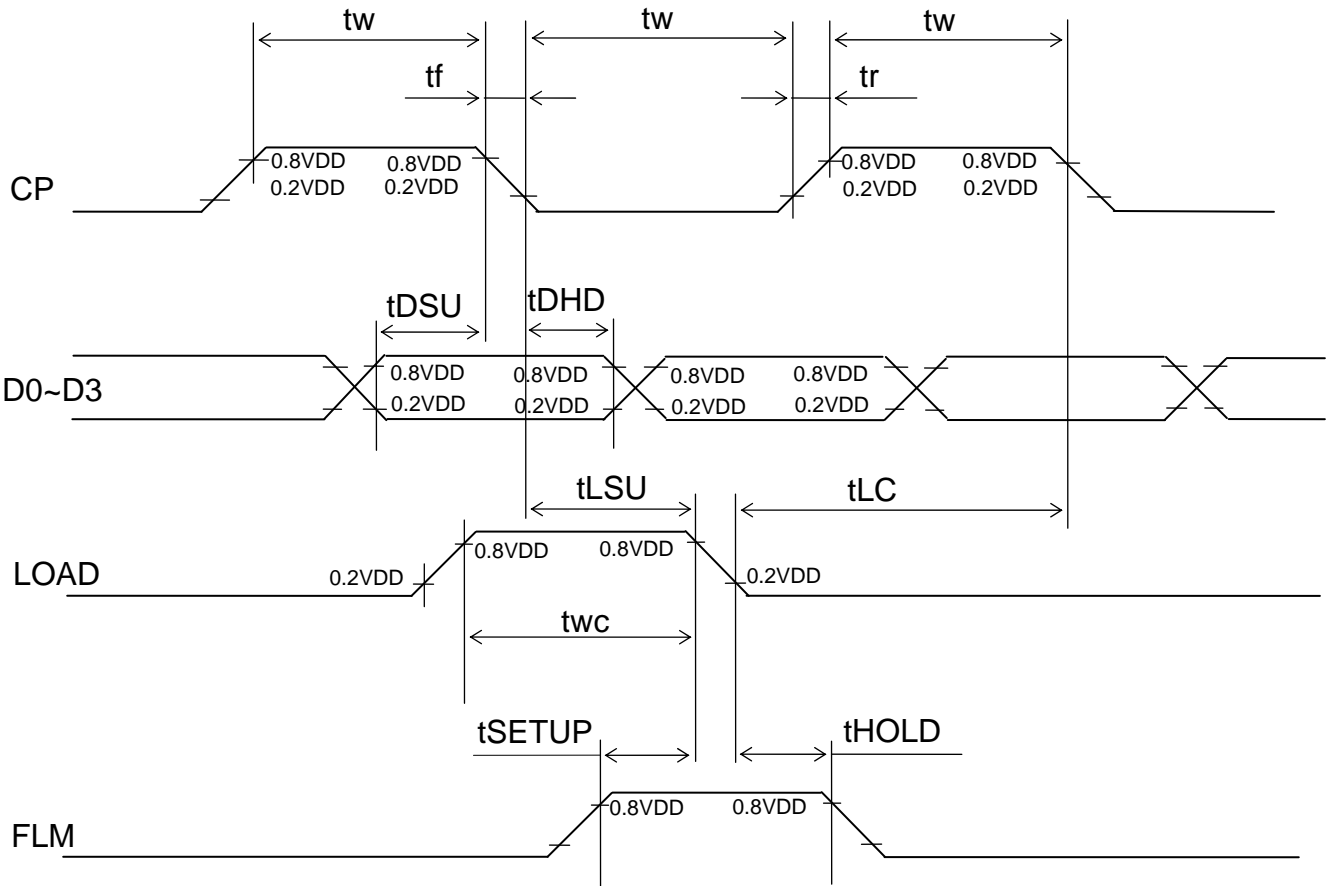 tw tw tw
tf tr
0.8VDD 0.8VDD 0.8VDD 0.8VDD
CP 0.2VDD 0.2VDD 0.2VDD 0.2VDD
tDSU tDHD
0.8VDD 0.8VDD 0.8VDD 0.8VDD
D0~D3
0.2VDD 0.2VDD 0.2VDD 0.2VDD
tLSU tLC
0.8VDD 0.8VDD
LOAD 0.2VDD 0.2VDD
twc
tSETUP tHOLD
0.8VDD 0.8VDD
FLM